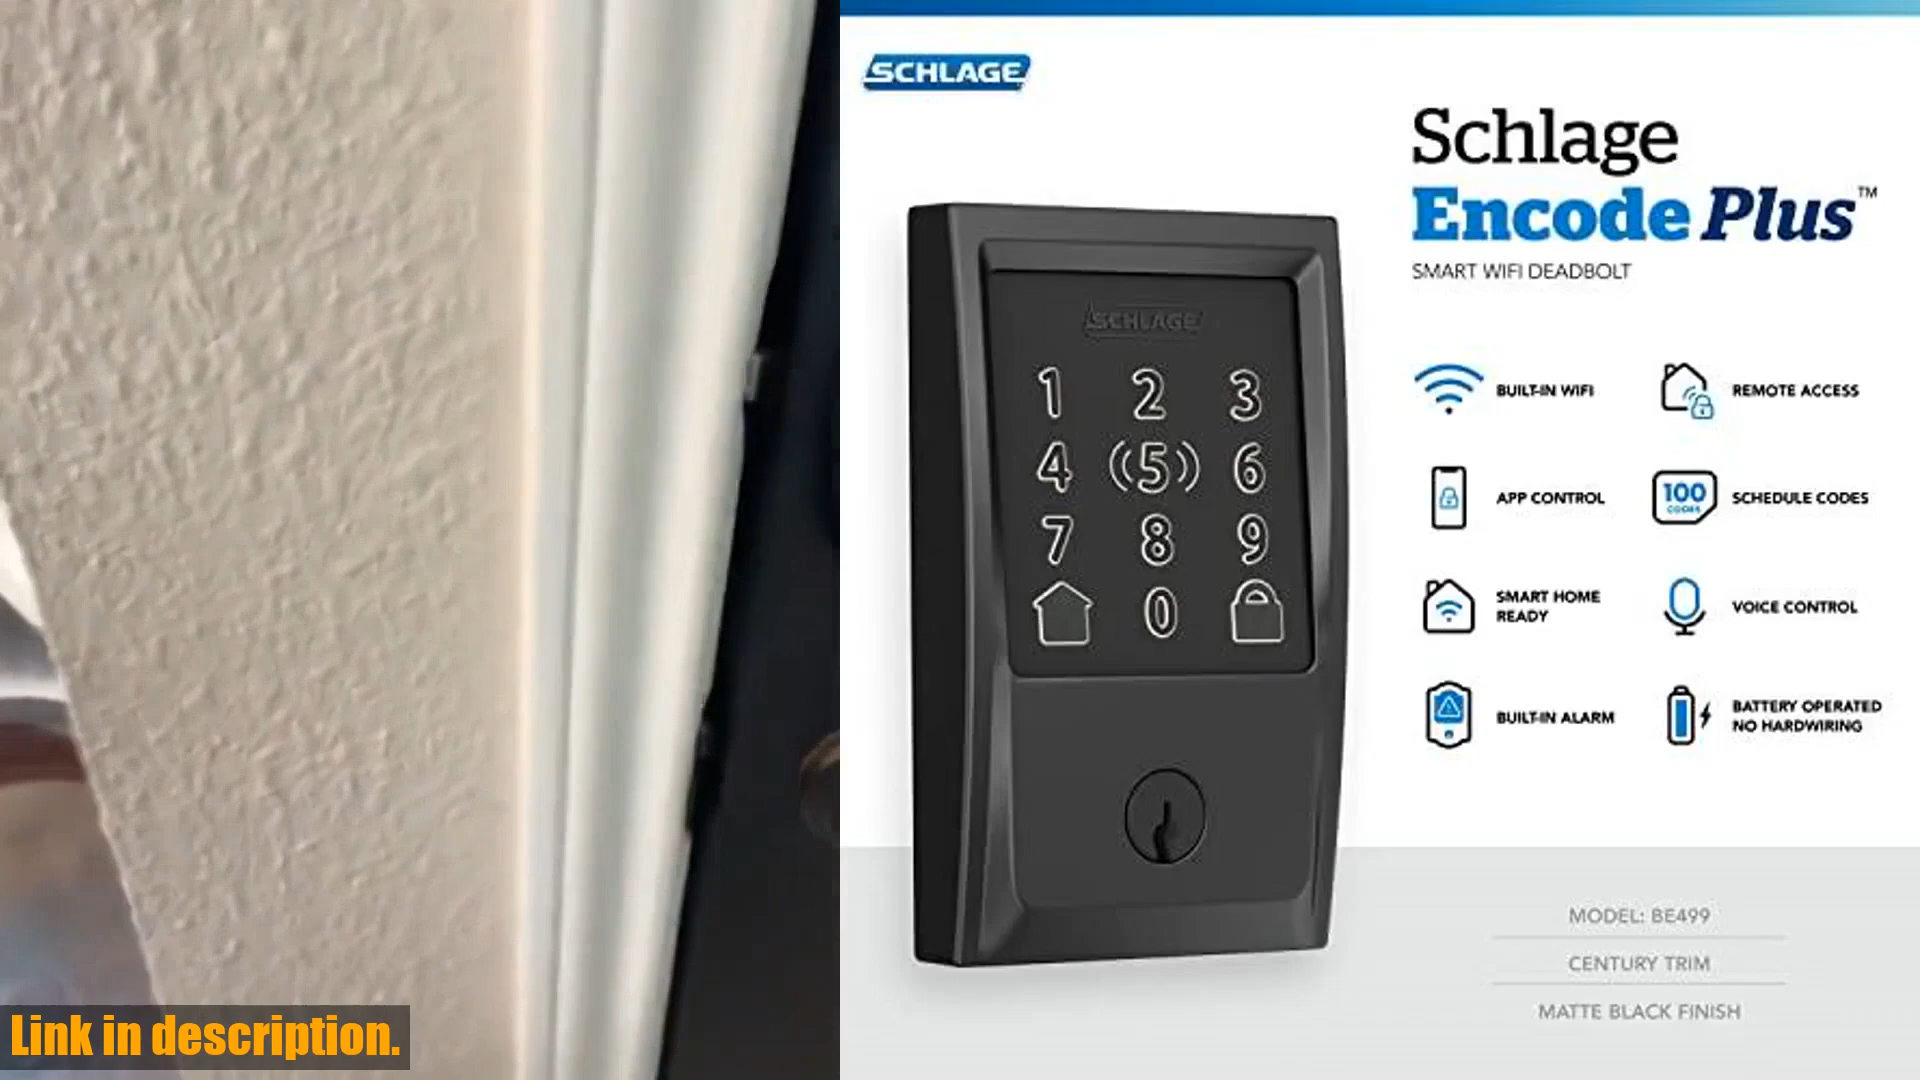 SCHLAGE
Schlage
Encode Plus™
SMART WIFI DEADBOLT
SCHLAGE
1 2 3
4 ((5)) 6
7 8 9
0
BUILT-IN WIFI
REMOTE ACCESS
APP CONTROL
100
CODES
SCHEDULE CODES
SMART HOME
READY
VOICE CONTROL
BUILT-IN ALARM
BATTERY OPERATED
NO HARDWIRING
MODEL: BE499
CENTURY TRIM
MATTE BLACK FINISH
Link in description.